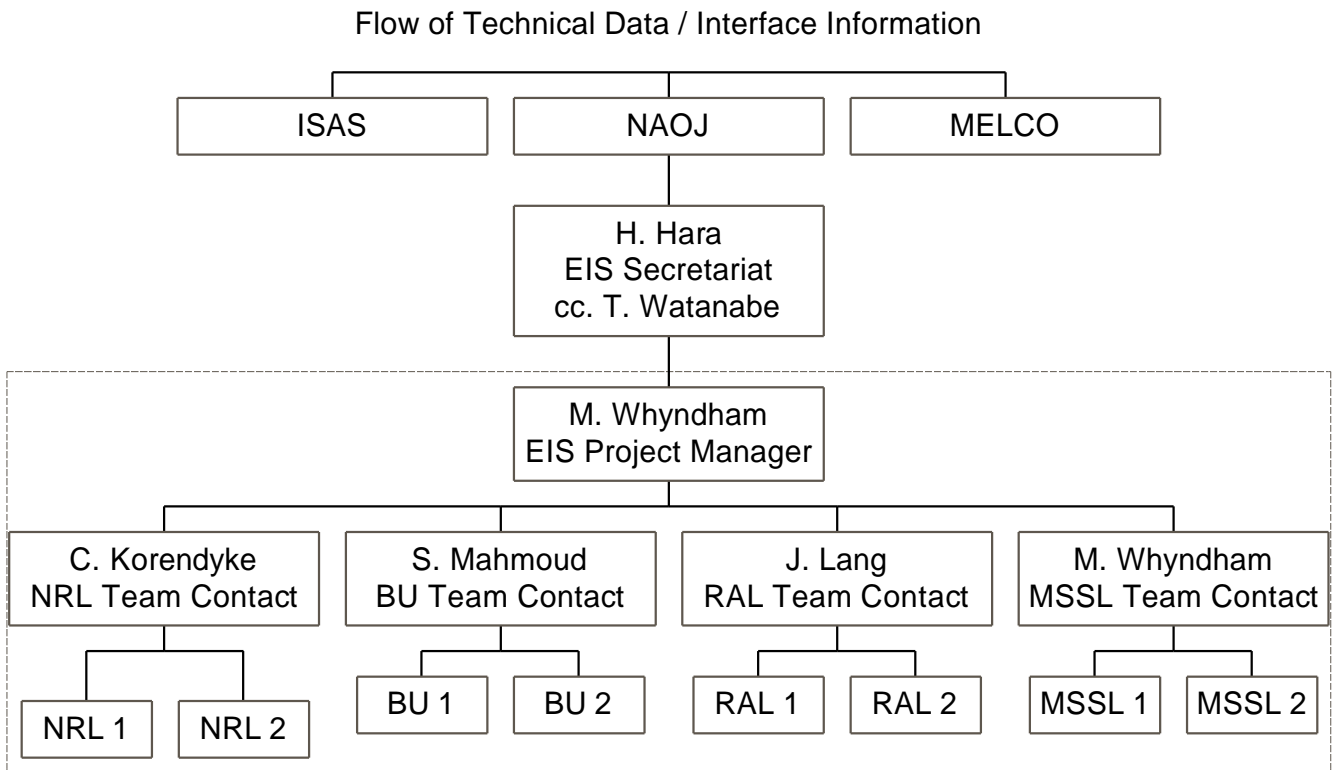 Flow of Technical Data / Interface Information
ISAS
NAOJ
MELCO
H. Hara
EIS Secretariat
cc. T. Watanabe
M. Whyndham
EIS Project Manager
C. Korendyke
NRL Team Contact
S. Mahmoud
BU Team Contact
J. Lang
RAL Team Contact
M. Whyndham
MSSL Team Contact
NRL 1
NRL 2
BU 1
BU 2
RAL 1
RAL 2
MSSL 1
MSSL 2